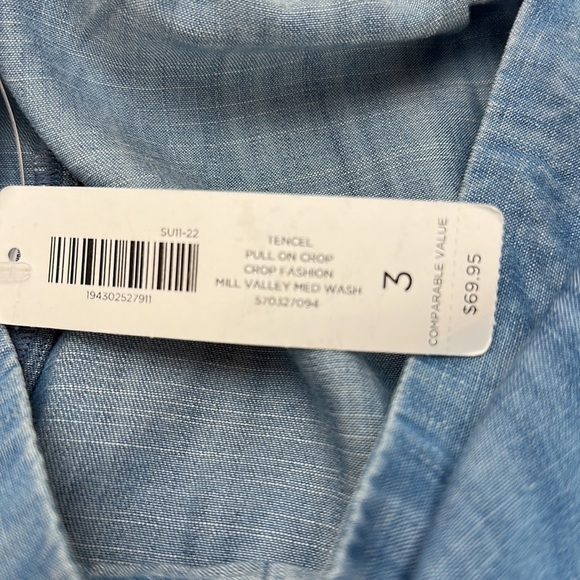 SU11-22
194302527911
TENCEL
PULL ON CROP
CROP FASHION
MILL VALLEY MED WASH
570327094
3
COMPARABLE VALUE
$69.95